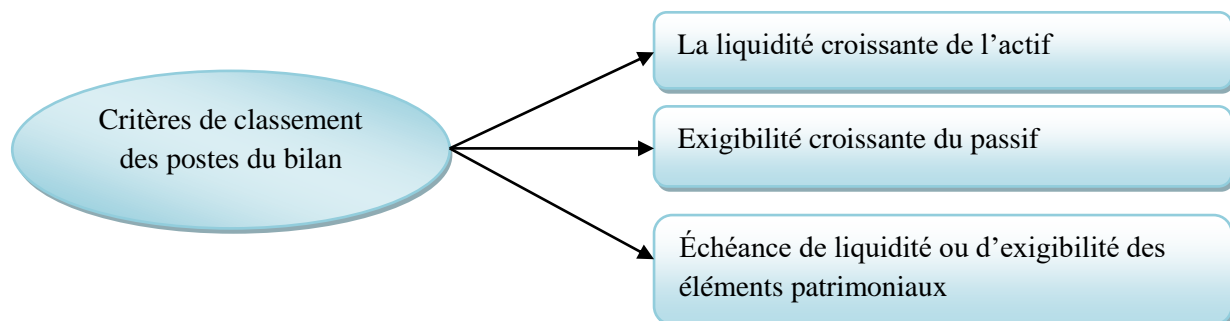 Critères de classement
des postes du bilan
La liquidité croissante de l’actif
Exigibilité croissante du passif
Échéance de liquidité ou d’exigibilité des
éléments patrimoniaux